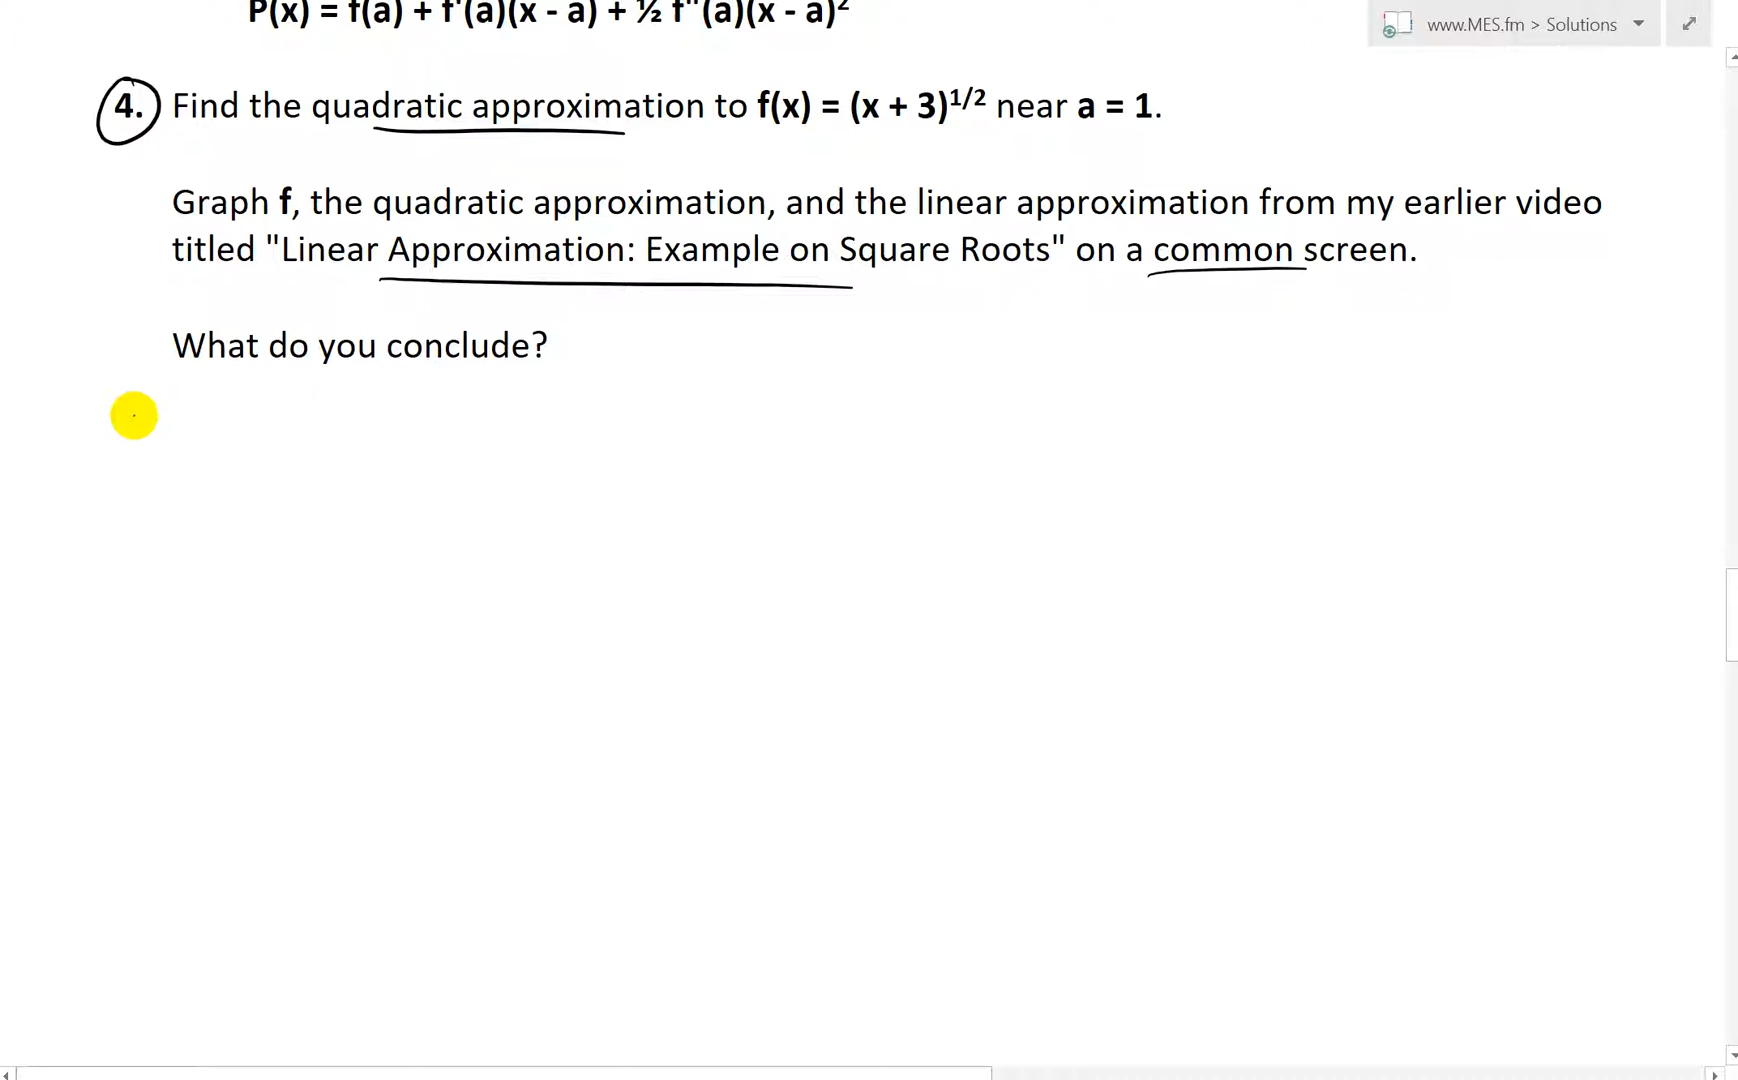 P(x) = f(a) + f'(a)(x - a) + ½ f''(a)(x - a)²
www.MES.fm > Solutions
4. Find the quadratic approximation to f(x) = (x + 3)^1/2 near a = 1.
Graph f, the quadratic approximation, and the linear approximation from my earlier video
titled "Linear Approximation: Example on Square Roots" on a common screen.
What do you conclude?